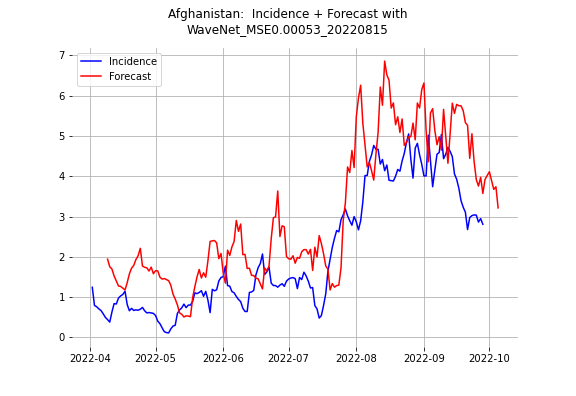 Afghanistan:  Incidence + Forecast with
WaveNet_MSE0.00053_20220815
Incidence
Forecast
7
6
5
4
3
2
1
0
2022-04 2022-05 2022-06 2022-07 2022-08 2022-09 2022-10